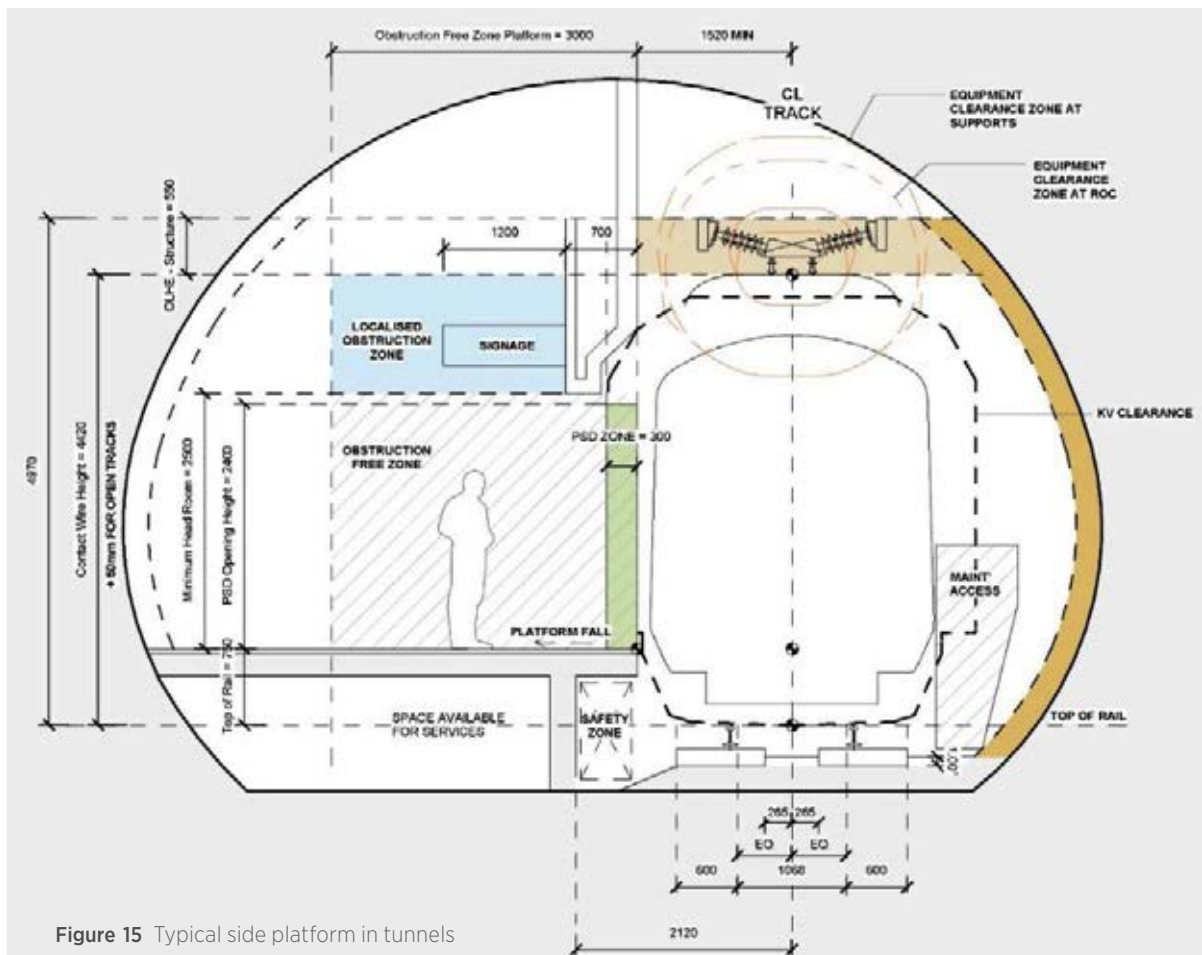 Obstruction Free Zone Platform = 3000
1520 MIN
CL
TRACK
EQUIPMENT
CLEARANCE ZONE AT
SUPPORTS
EQUIPMENT
CLEARANCE
ZONE AT ROC
OLHE - Structure = 550
1200
700
LOCALISED
OBSTRUCTION
ZONE
SIGNAGE
4970
Contact Wire Height = 4420
+ 50mm FOR OPEN TRACKS
Minimum Head Room = 2500
PSD Opening Height = 2400
Top of Rail = 750
PSD ZONE = 300
OBSTRUCTION
FREE ZONE
KV CLEARANCE
MAINT'
ACCESS
PLATFORM FALL
SPACE AVAILABLE
FOR SERVICES
SAFETY
ZONE
TOP OF RAIL
265 265
EQ EQ
600 1068 600
2120
Figure 15 Typical side platform in tunnels